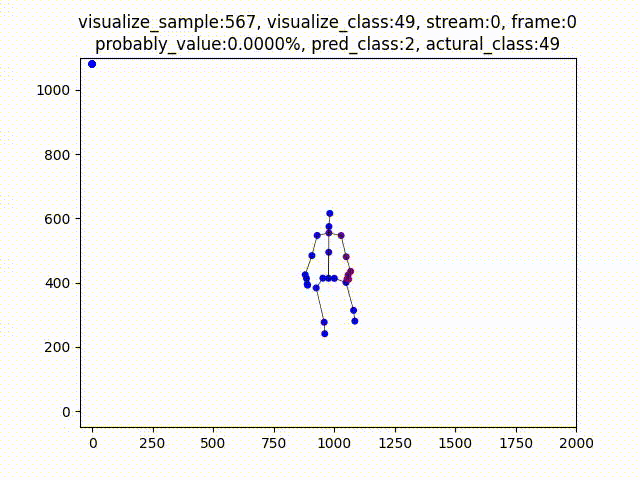 visualize_sample:567, visualize_class:49, stream:0, frame:0
probably_value:0.0000%, pred_class:2, actural_class:49
1000
800
600
400
200
0
0 250 500 750 1000 1250 1500 1750 2000